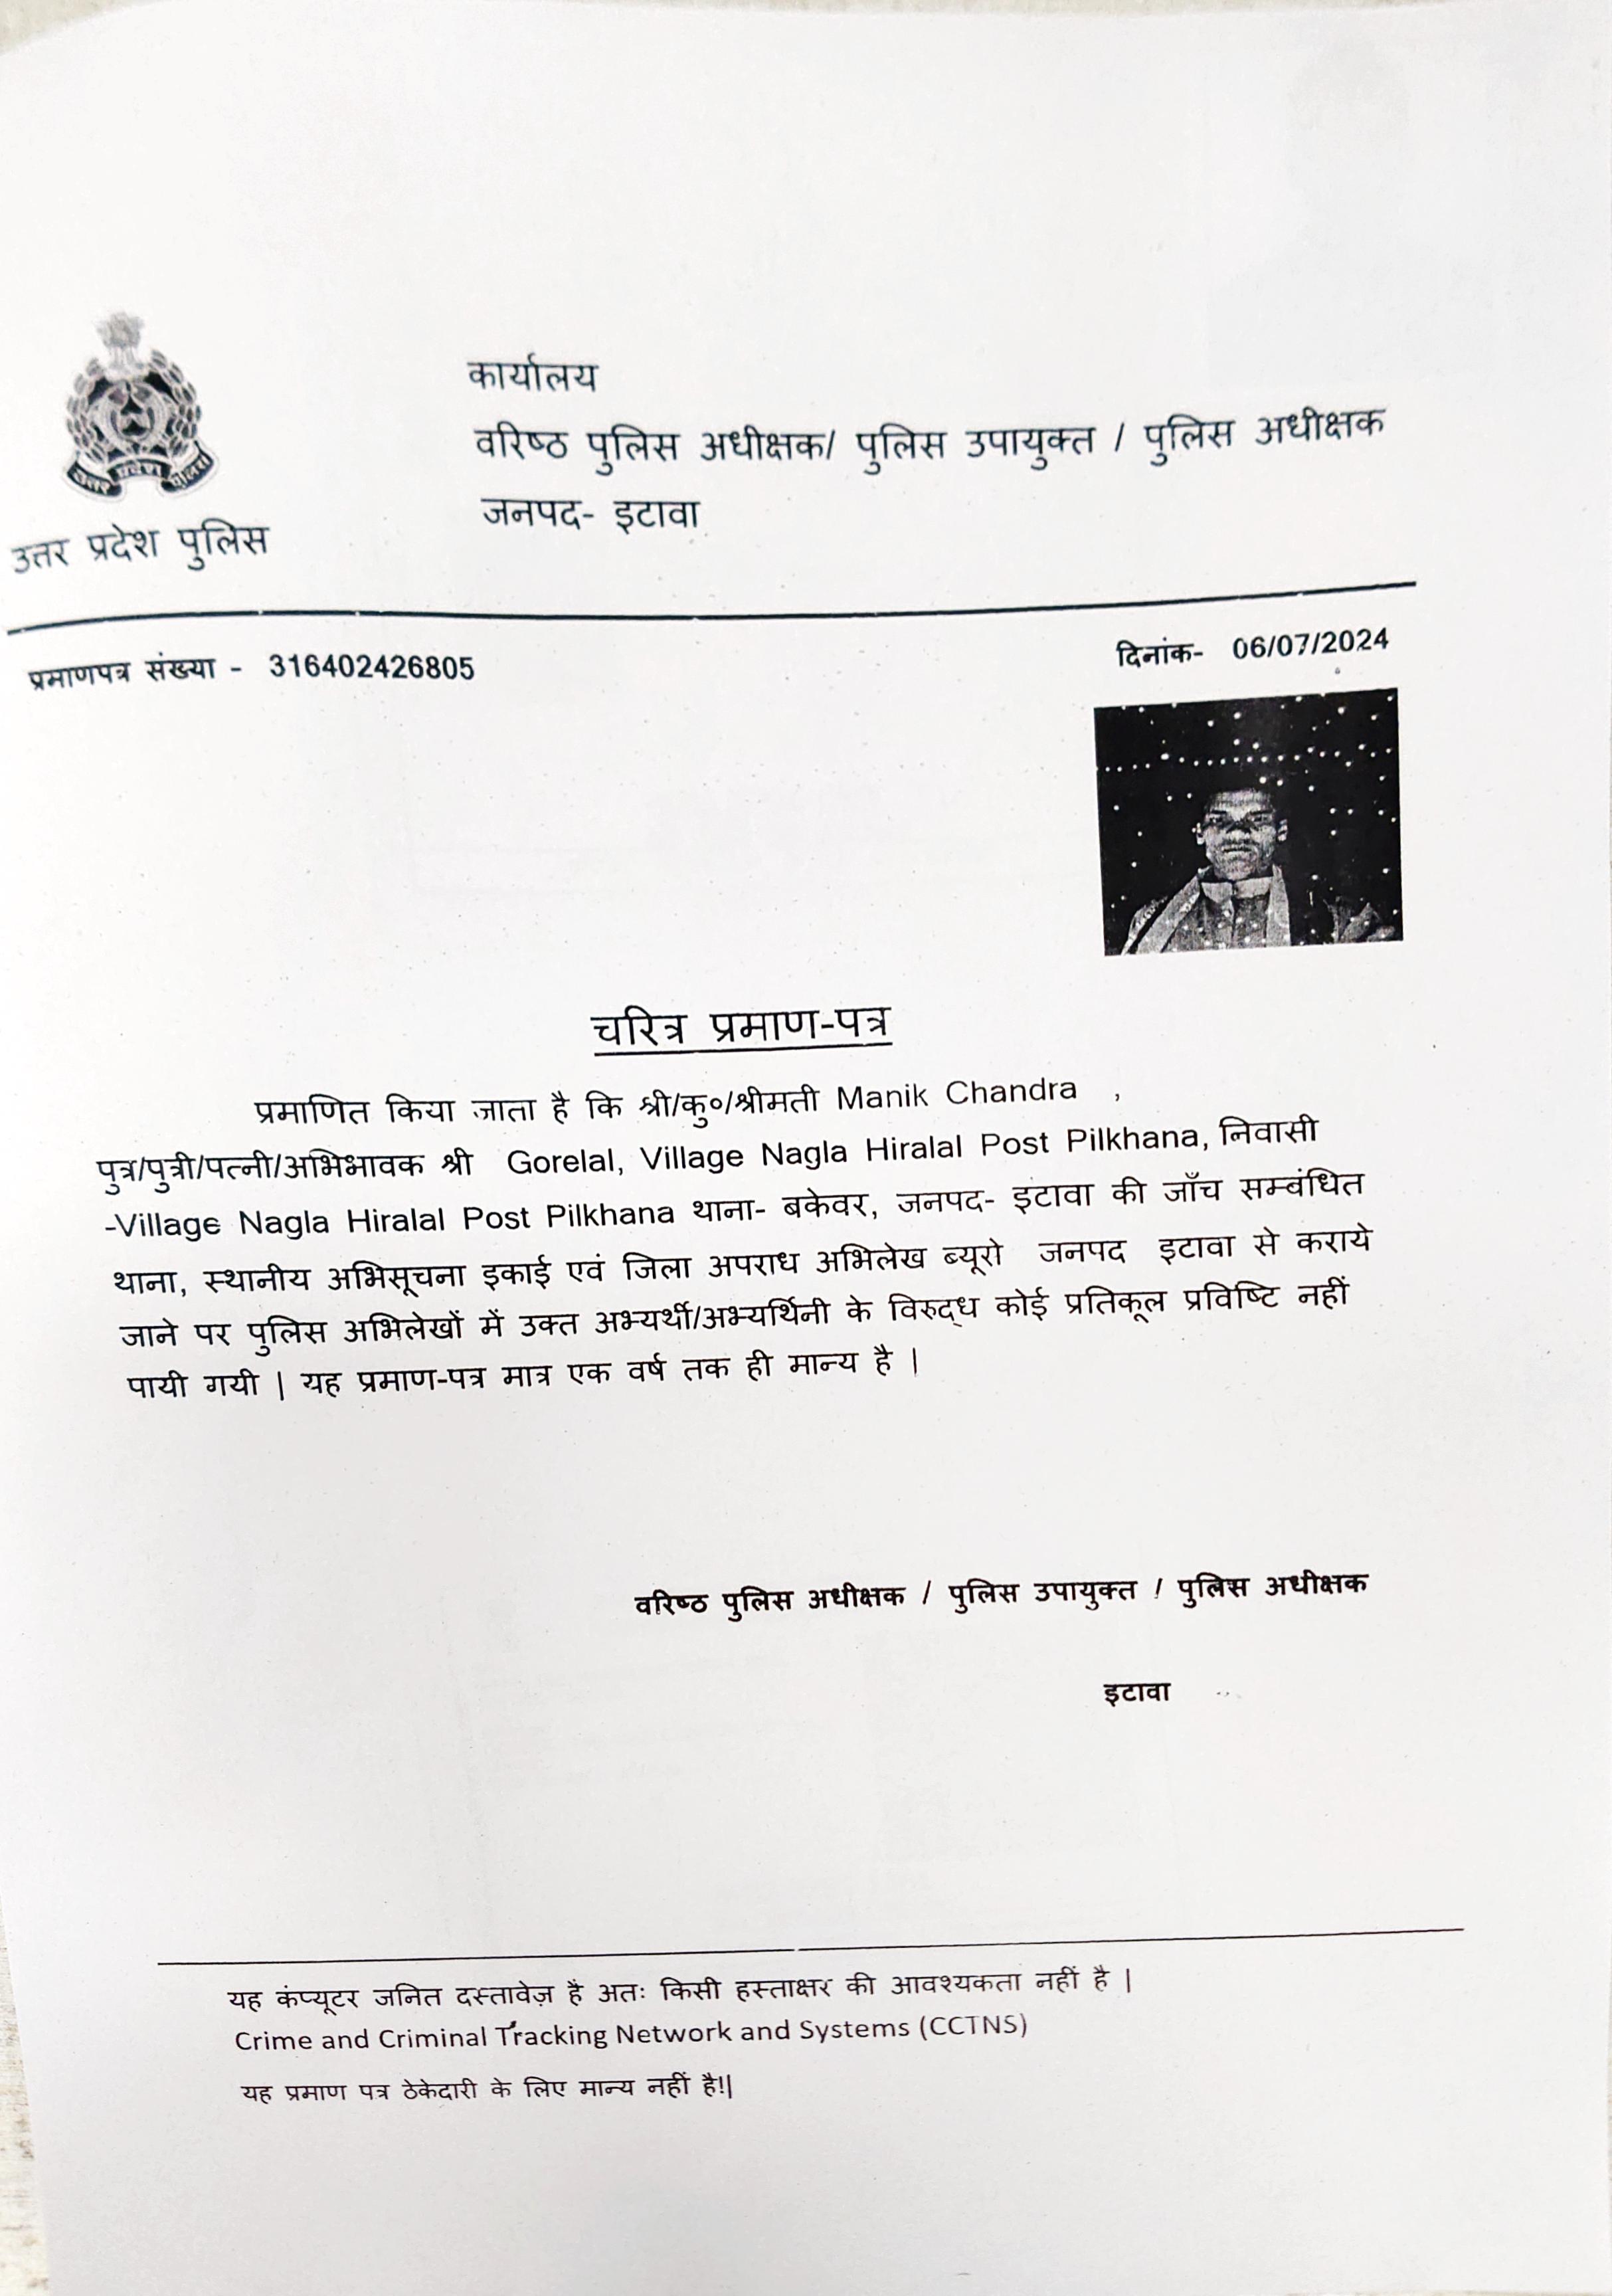 कार्यालय
वरिष्ठ पुलिस अधीक्षक/ पुलिस उपायुक्त / पुलिस अधीक्षक
जनपद- इटावा
उत्तर प्रदेश पुलिस
उत्तर प्रदेश पुलिस
प्रमाणपत्र संख्या - 316402426805
दिनांक- 06/07/2024
चरित्र प्रमाण-पत्र
प्रमाणित किया जाता है कि श्री/कु०/श्रीमती Manik Chandra ,
पुत्र/पुत्री/पत्नी/अभिभावक श्री Gorelal, Village Nagla Hiralal Post Pilkhana, निवासी
-Village Nagla Hiralal Post Pilkhana थाना- बकेवर, जनपद- इटावा की जाँच सम्बंधित
थाना, स्थानीय अभिसूचना इकाई एवं जिला अपराध अभिलेख ब्यूरो जनपद इटावा से कराये
जाने पर पुलिस अभिलेखों में उक्त अभ्यर्थी/अभ्यर्थिनी के विरुद्ध कोई प्रतिकूल प्रविष्टि नहीं
पायी गयी | यह प्रमाण-पत्र मात्र एक वर्ष तक ही मान्य है |
वरिष्ठ पुलिस अधीक्षक / पुलिस उपायुक्त / पुलिस अधीक्षक
इटावा
यह कंप्यूटर जनित दस्तावेज़ है अतः किसी हस्ताक्षर की आवश्यकता नहीं है |
Crime and Criminal Tracking Network and Systems (CCTNS)
यह प्रमाण पत्र ठेकेदारी के लिए मान्य नहीं है!|